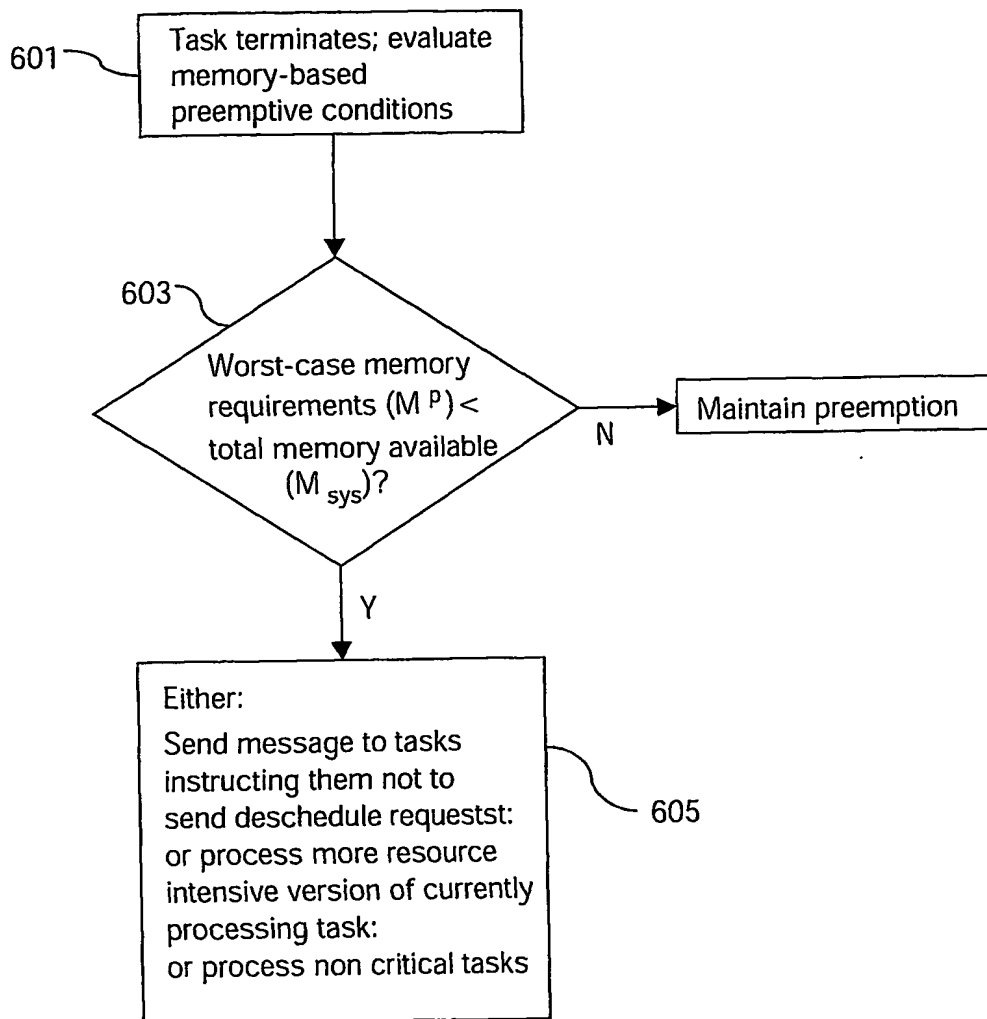 601
Task terminates; evaluate
memory-based
preemptive conditions
603
Worst-case memory
requirements (M p) <
total memory available
(M sys)?
N
Maintain preemption
Y
Either:
Send message to tasks
instructing them not to
send deschedule requestst:
or process more resource
intensive version of currently
processing task:
or process non critical tasks
605